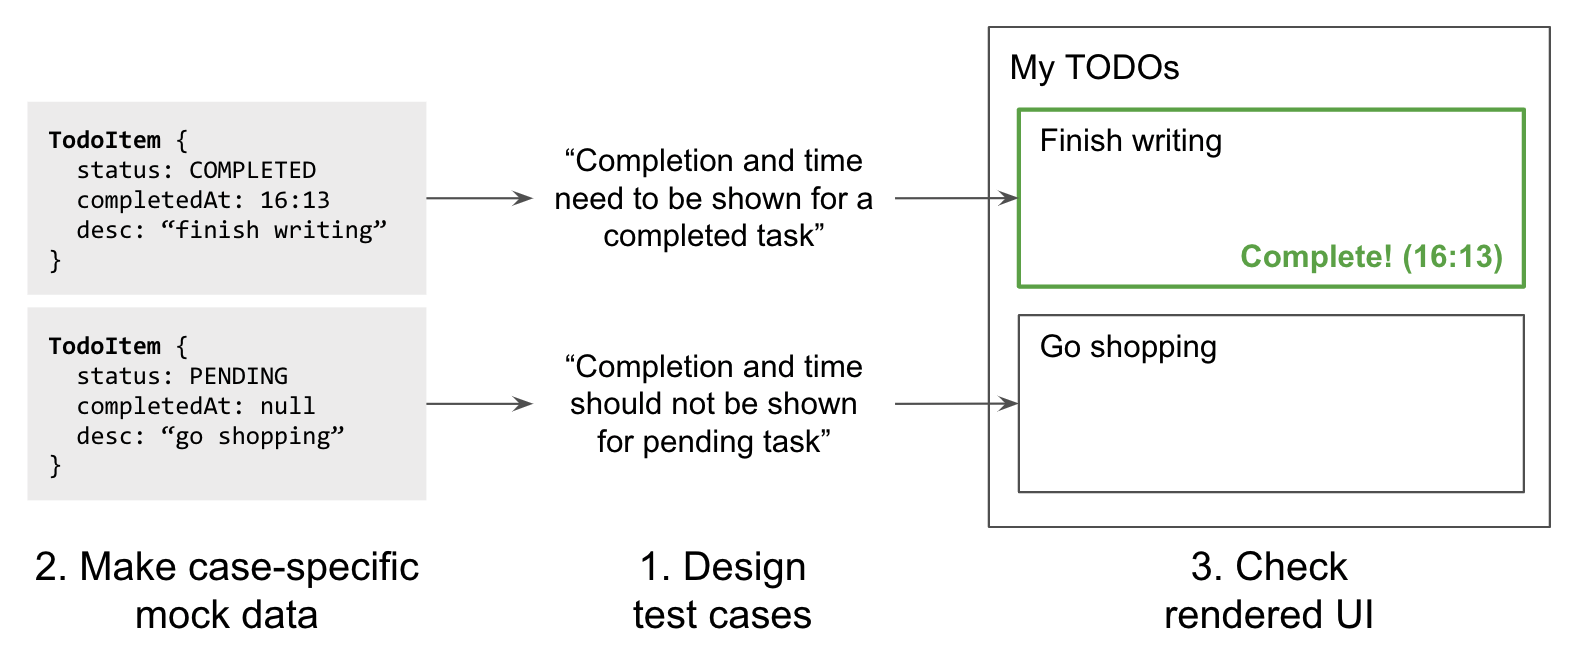 TodoItem {
  status: COMPLETED
  completedAt: 16:13
  desc: “finish writing”
}
“Completion and time
need to be shown for a
completed task”
My TODOs
Finish writing
Complete! (16:13)
TodoItem {
  status: PENDING
  completedAt: null
  desc: “go shopping”
}
“Completion and time
should not be shown
for pending task”
Go shopping
2. Make case-specific
mock data
1. Design
test cases
3. Check
rendered UI